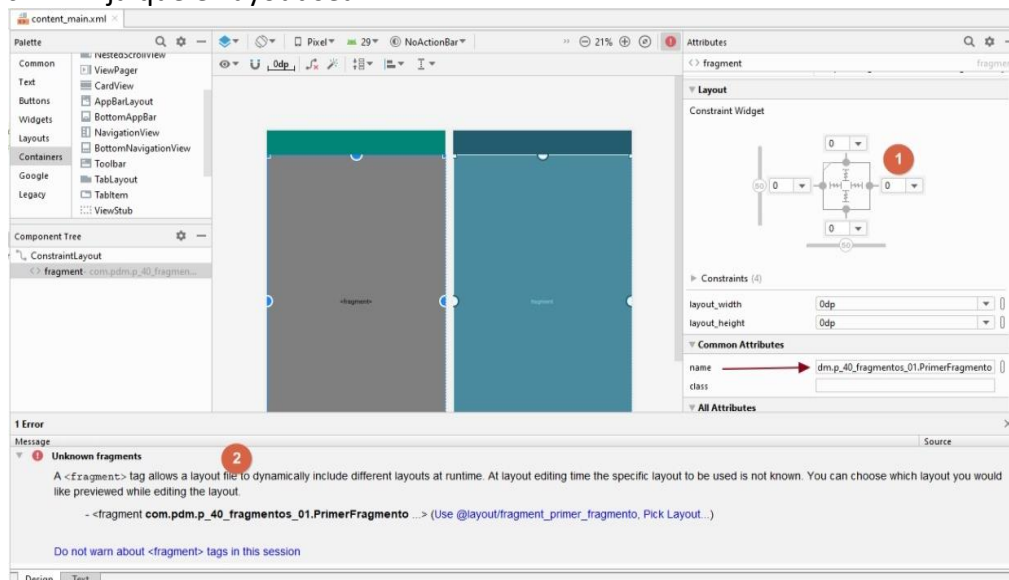 content_main.xml
Palette
Common
Text
Buttons
Widgets
Layouts
Containers
Google
Legacy
NestedScrollView
ViewPager
CardView
AppBarLayout
BottomAppBar
NavigationView
BottomNavigationView
Toolbar
TabLayout
TabItem
ViewStub
Component Tree
ConstraintLayout
<> fragment- com.pdm.p_40_fragmen...
Pixel 29 NoActionBar
» 21%
0dp
<fragment>
fragment
Attributes
<> fragment
Layout
Constraint Widget
0
1
50 0 0
0
50
Constraints (4)
layout_width 0dp
layout_height 0dp
Common Attributes
name dm.p_40_fragmentos_01.PrimerFragmento
class
All Attributes
1 Error
Message Source
Unknown fragments 2
A <fragment> tag allows a layout file to dynamically include different layouts at runtime. At layout editing time the specific layout to be used is not known. You can choose which layout you would
like previewed while editing the layout.
- <fragment com.pdm.p_40_fragmentos_01.PrimerFragmento ...> (Use @layout/fragment_primer_fragmento, Pick Layout...)
Do not warn about <fragment> tags in this session
Design Text